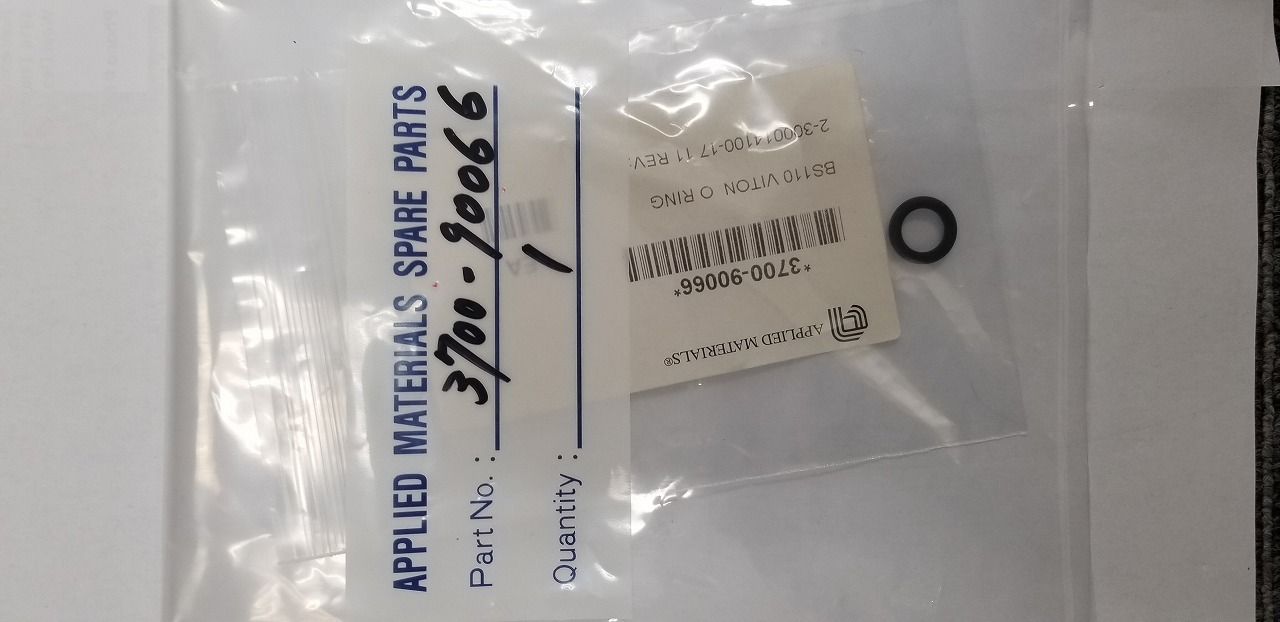 APPLIED MATERIALS SPARE PARTS
Part No. : 3700-90066
Quantity : 1
APPLIED MATERIALS®
*3700-90066*
BS110 VITON O RING
2-300014100-17 11 REV:
EA